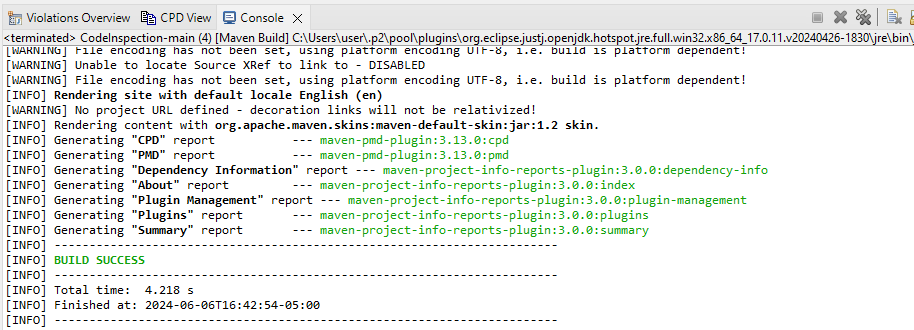 Violations Overview CPD View Console
<terminated> CodeInspection-main (4) [Maven Build] C:\Users\user\.p2\pool\plugins\org.eclipse.justj.openjdk.hotspot.jre.full.win32.x86_64_17.0.11.v20240426-1830\jre\bin\
[WARNING] File encoding has not been set, using platform encoding UTF-8, i.e. build is platform dependent!
[WARNING] Unable to locate Source XRef to link to - DISABLED
[WARNING] File encoding has not been set, using platform encoding UTF-8, i.e. build is platform dependent!
[INFO] Rendering site with default locale English (en)
[WARNING] No project URL defined - decoration links will not be relativized!
[INFO] Rendering content with org.apache.maven.skins:maven-default-skin:jar:1.2 skin.
[INFO] Generating "CPD" report           --- maven-pmd-plugin:3.13.0:cpd
[INFO] Generating "PMD" report           --- maven-pmd-plugin:3.13.0:pmd
[INFO] Generating "Dependency Information" report --- maven-project-info-reports-plugin:3.0.0:dependency-info
[INFO] Generating "About" report         --- maven-project-info-reports-plugin:3.0.0:index
[INFO] Generating "Plugin Management" report --- maven-project-info-reports-plugin:3.0.0:plugin-management
[INFO] Generating "Plugins" report       --- maven-project-info-reports-plugin:3.0.0:plugins
[INFO] Generating "Summary" report       --- maven-project-info-reports-plugin:3.0.0:summary
[INFO] ------------------------------------------------------------------------
[INFO] BUILD SUCCESS
[INFO] ------------------------------------------------------------------------
[INFO] Total time:  4.218 s
[INFO] Finished at: 2024-06-06T16:42:54-05:00
[INFO] ------------------------------------------------------------------------